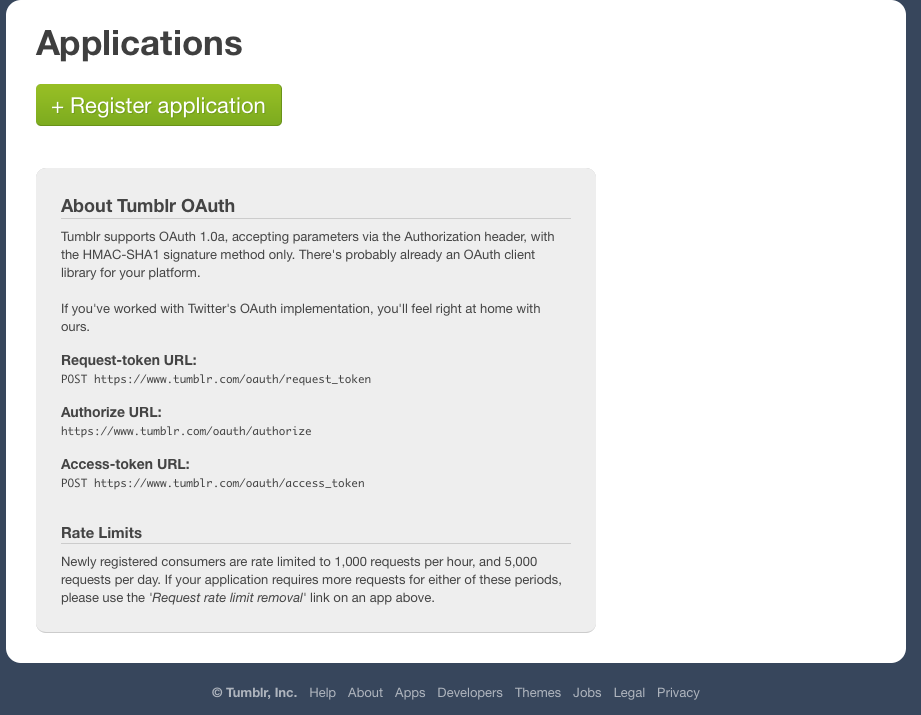 Applications
+ Register application
About Tumblr OAuth
Tumblr supports OAuth 1.0a, accepting parameters via the Authorization header, with
the HMAC-SHA1 signature method only. There's probably already an OAuth client
library for your platform.
If you've worked with Twitter's OAuth implementation, you'll feel right at home with
ours.
Request-token URL:
POST https://www.tumblr.com/oauth/request_token
Authorize URL:
https://www.tumblr.com/oauth/authorize
Access-token URL:
POST https://www.tumblr.com/oauth/access_token
Rate Limits
Newly registered consumers are rate limited to 1,000 requests per hour, and 5,000
requests per day. If your application requires more requests for either of these periods,
please use the 'Request rate limit removal' link on an app above.
© Tumblr, Inc. Help About Apps Developers Themes Jobs Legal Privacy